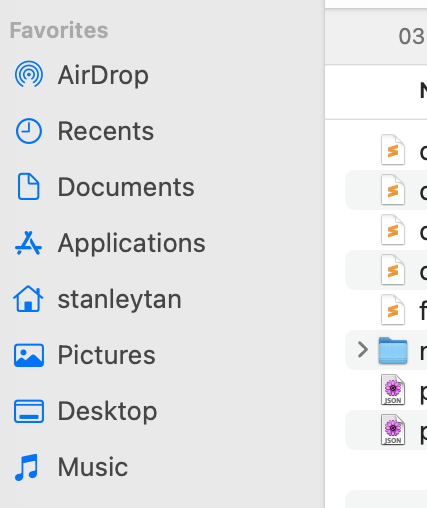 Favorites
AirDrop
Recents
Documents
Applications
stanleytan
Pictures
Desktop
Music
03
JSON
JSON